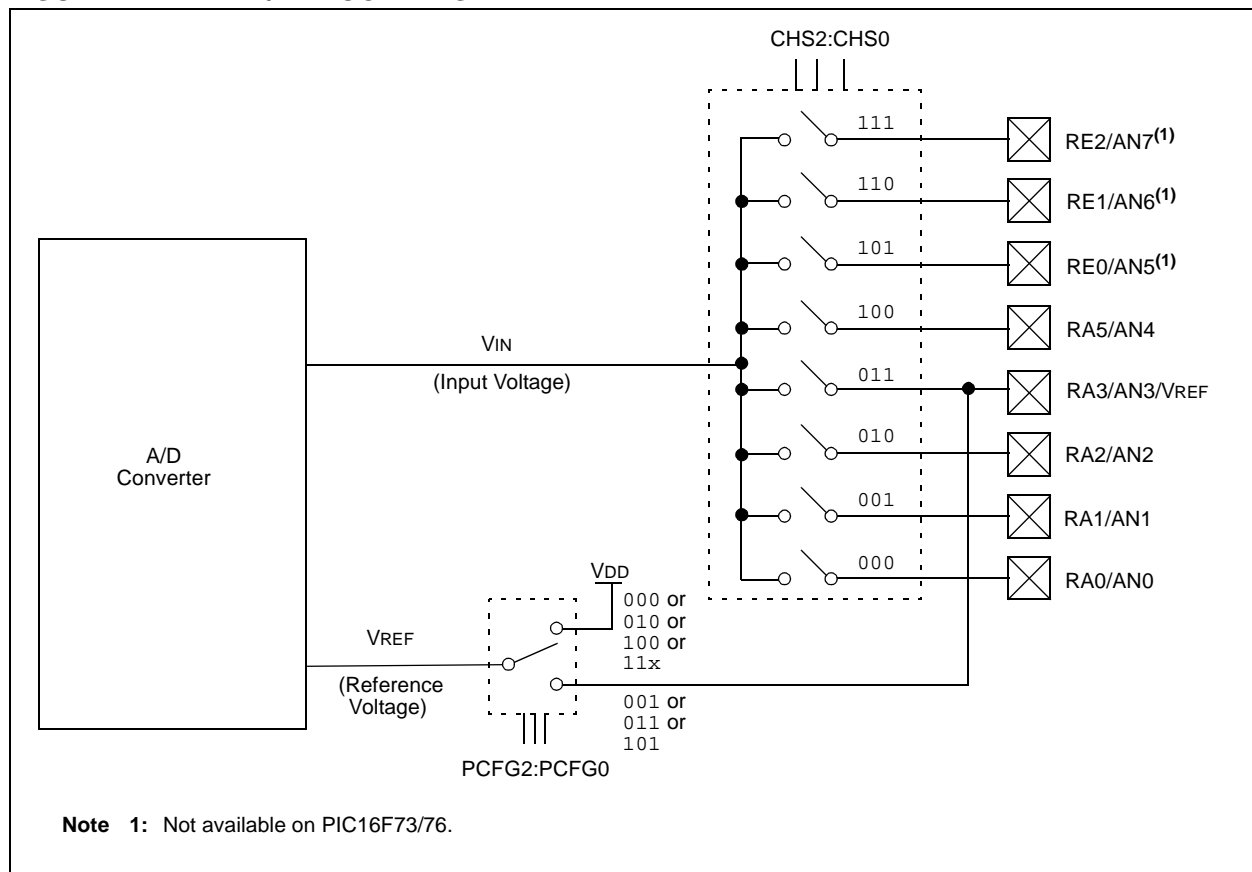 CHS2:CHS0
111
RE2/AN7(1)
110
RE1/AN6(1)
101
RE0/AN5(1)
100
RA5/AN4
VIN
(Input Voltage)
011
RA3/AN3/VREF
A/D
Converter
010
RA2/AN2
001
RA1/AN1
000
RA0/AN0
VDD
000 or
010 or
100 or
11x
VREF
(Reference
Voltage)
001 or
011 or
101
PCFG2:PCFG0
Note 1: Not available on PIC16F73/76.